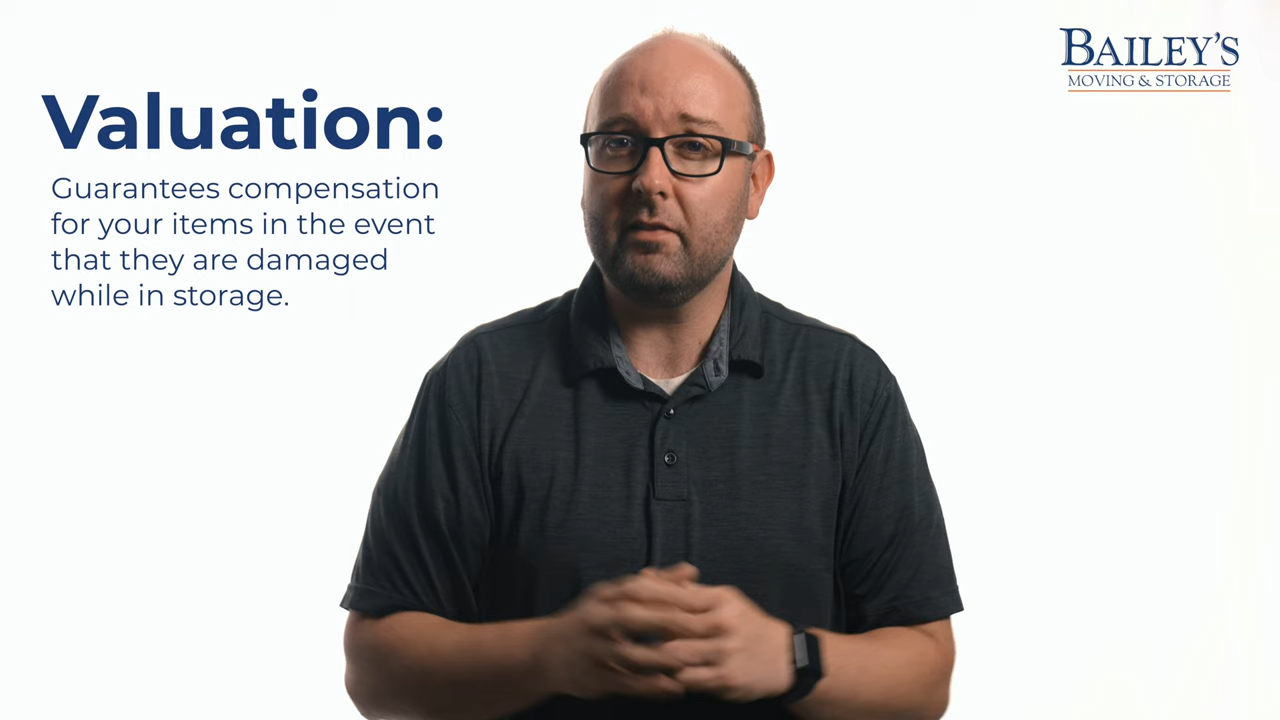 Valuation:
Guarantees compensation
for your items in the event
that they are damaged
while in storage.
BAILEY'S
MOVING & STORAGE